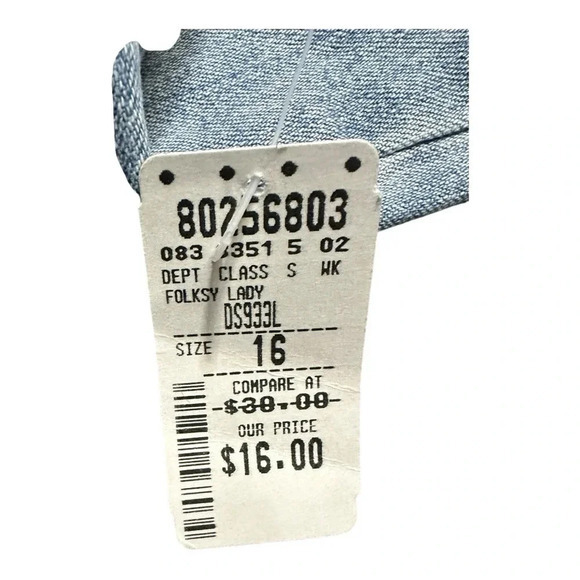 80256803
083 3351 5 02
DEPT CLASS S WK
FOLKSY LADY
DS933L
SIZE 16
COMPARE AT
$30.00
OUR PRICE
$16.00